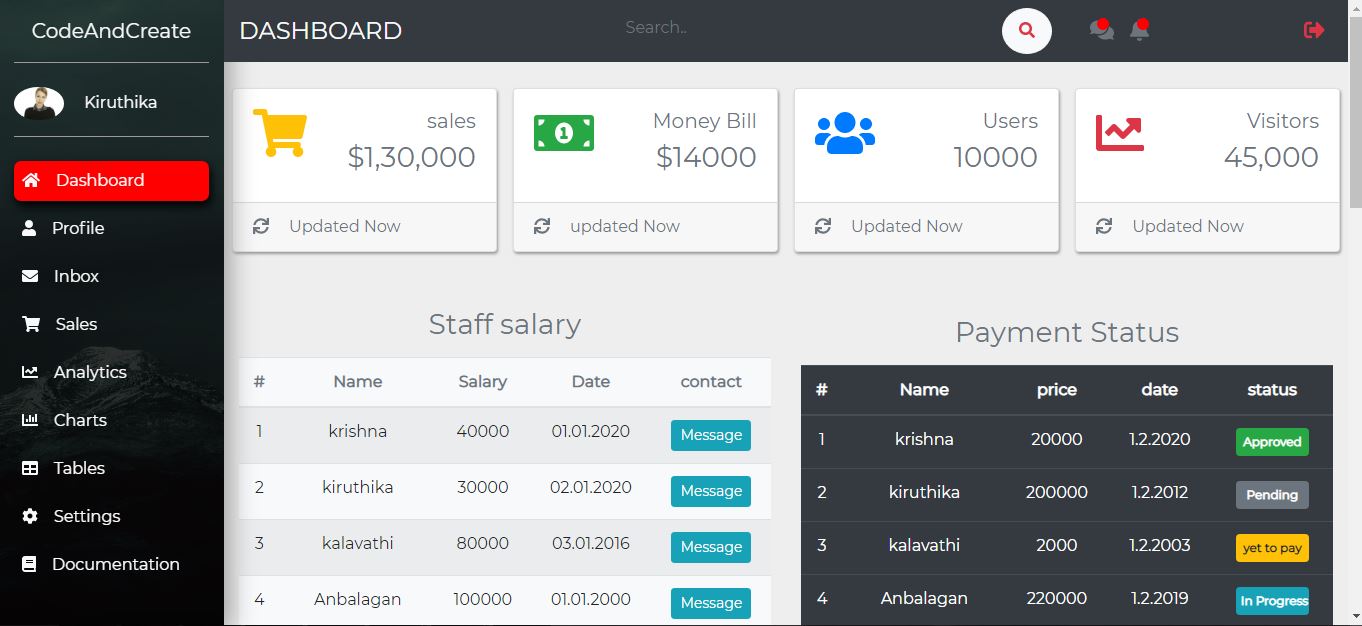 CodeAndCreate
DASHBOARD
Search..
Kiruthika
Dashboard
Profile
Inbox
Sales
Analytics
Charts
Tables
Settings
Documentation
sales
$1,30,000
Updated Now
1
Money Bill
$14000
updated Now
Users
10000
Updated Now
Visitors
45,000
Updated Now
Staff salary
# Name Salary Date contact
1 krishna 40000 01.01.2020 Message
2 kiruthika 30000 02.01.2020 Message
3 kalavathi 80000 03.01.2016 Message
4 Anbalagan 100000 01.01.2000 Message
Payment Status
# Name price date status
1 krishna 20000 1.2.2020 Approved
2 kiruthika 200000 1.2.2012 Pending
3 kalavathi 2000 1.2.2003 yet to pay
4 Anbalagan 220000 1.2.2019 In Progress